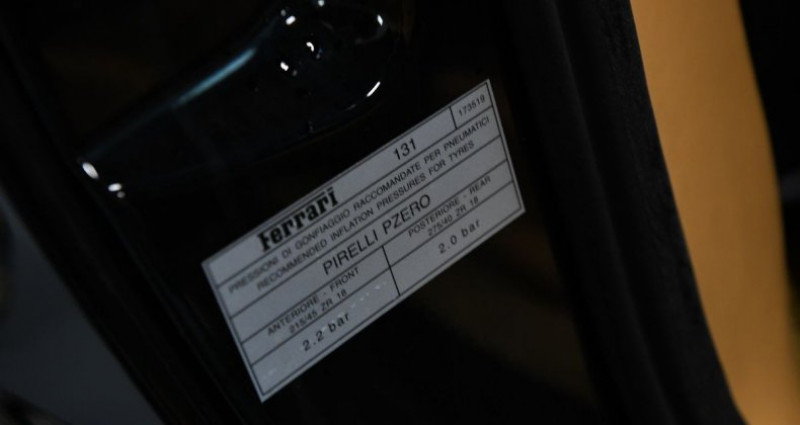 Ferrari 131 173519
PRESSIONI DI GONFIAGGIO RACCOMANDATE PER PNEUMATICI
RECOMMENDED INFLATION PRESSURES FOR TYRES
PIRELLI PZERO
ANTERIORE - FRONT POSTERIORE - REAR
215/45 ZR 18 275/40 ZR 18
2.2 bar 2.0 bar